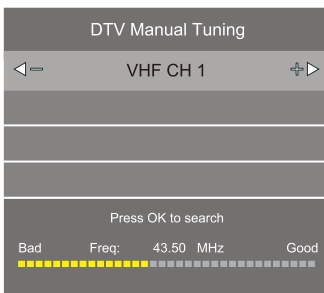 DTV Manual Tuning
VHF CH 1
Press OK to search
Bad Freq: 43.50 MHz Good